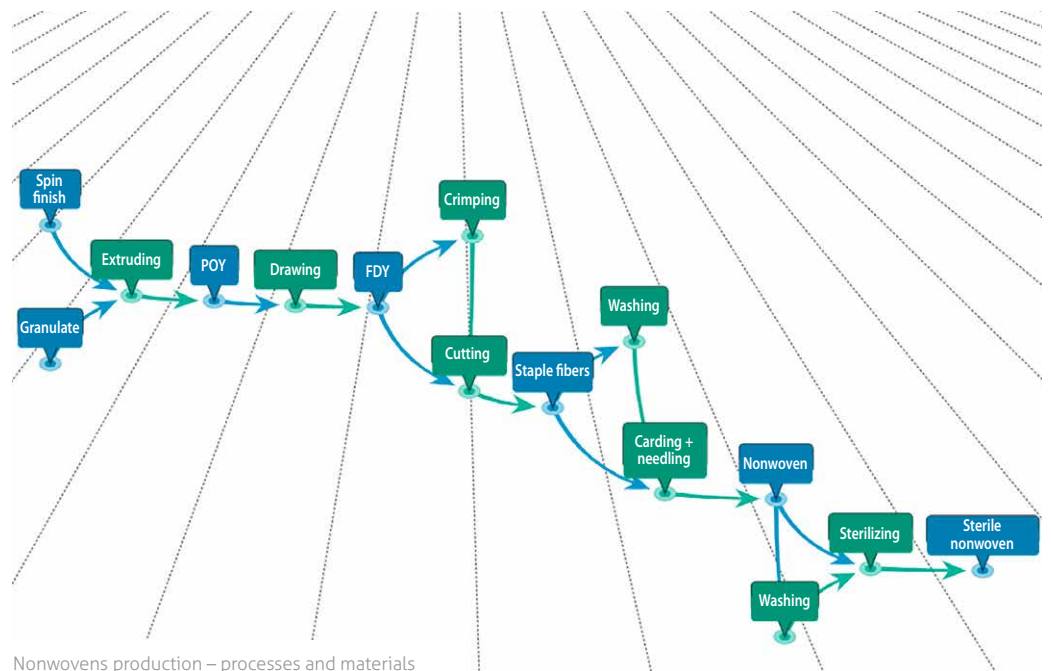 Spin
finish
Crimping
Extruding
POY
Drawing
FDY
Granulate
Washing
Cutting
Staple fibers
Carding +
needling
Nonwoven
Sterilizing
Sterile
nonwoven
Washing
Nonwovens production – processes and materials